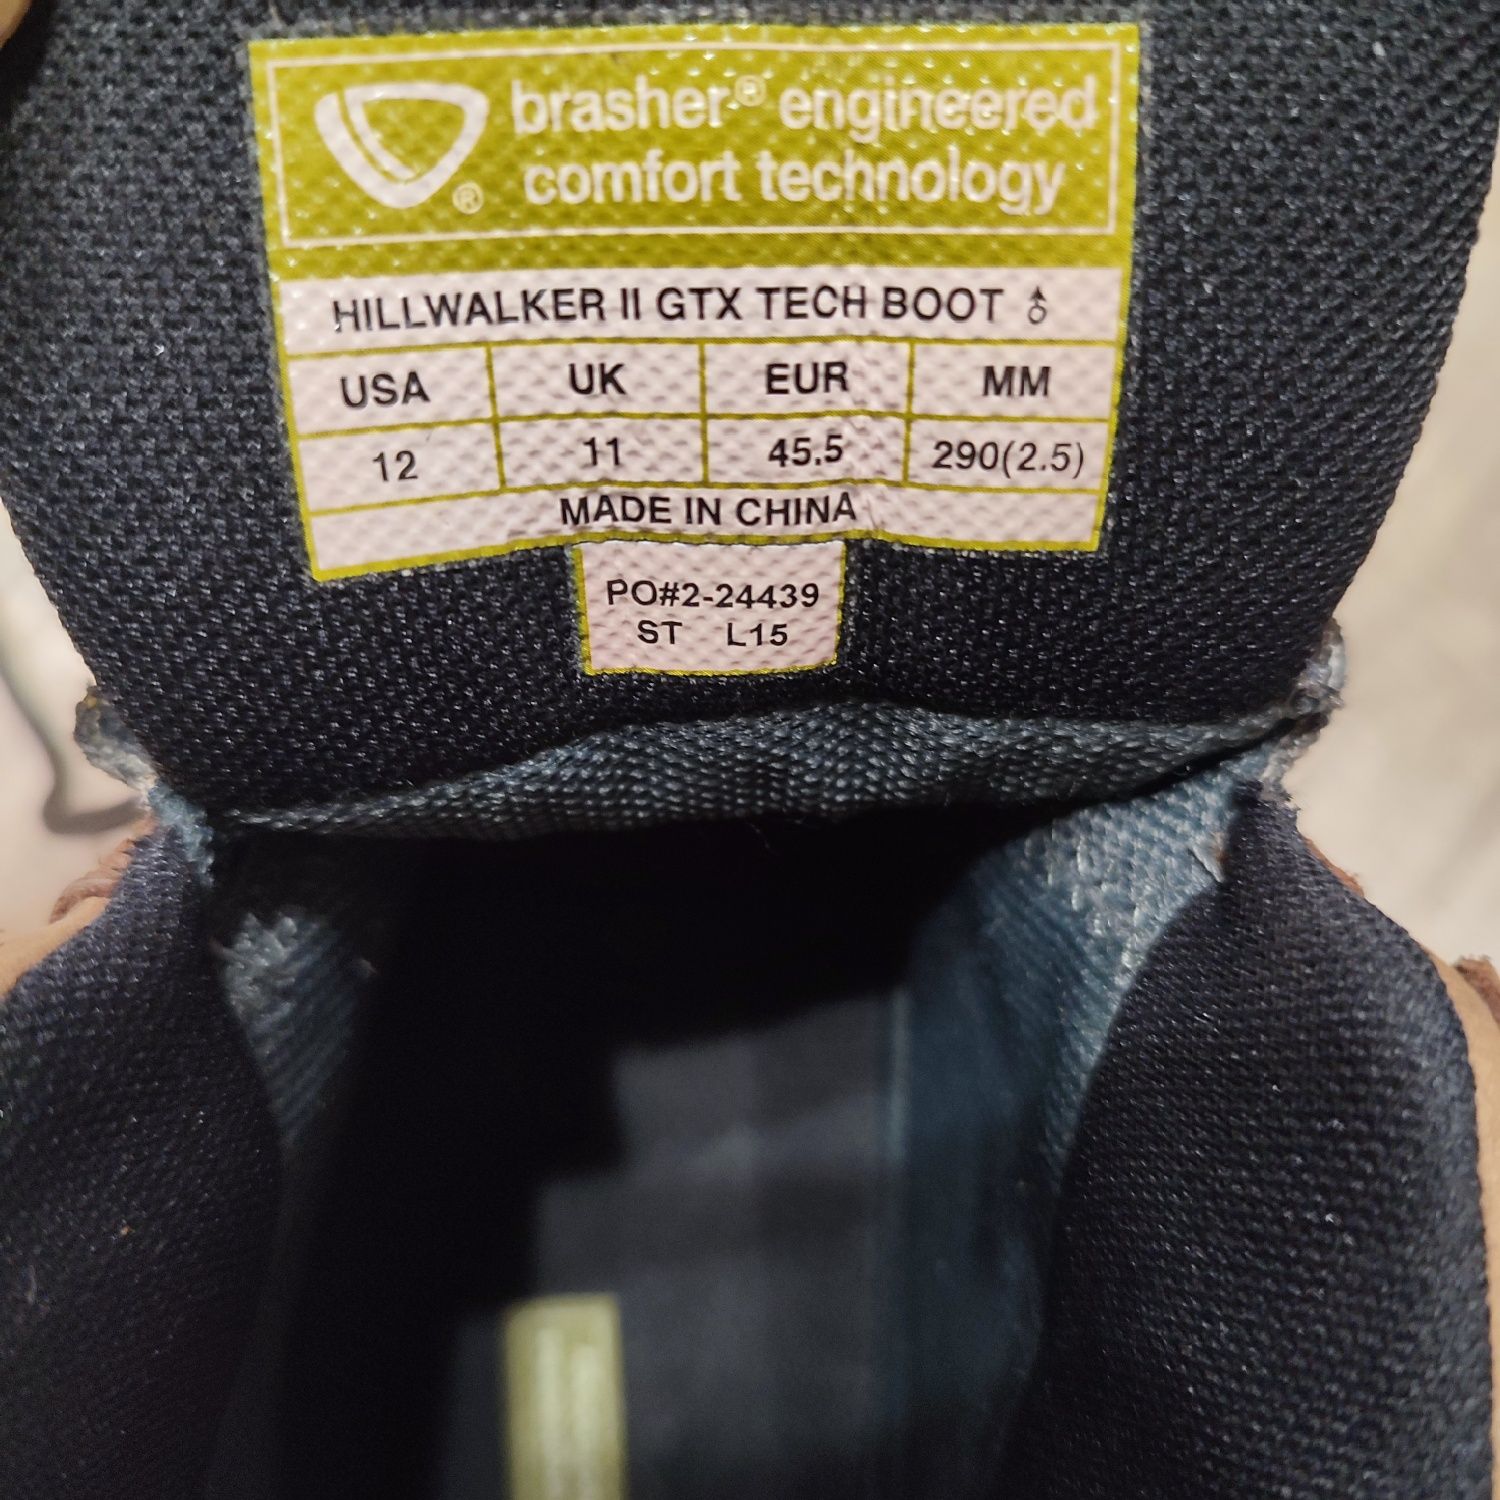 brasher® engineered
comfort technology
®
HILLWALKER II GTX TECH BOOT ♂
USA UK EUR MM
12 11 45.5 290(2.5)
MADE IN CHINA
PO#2-24439
ST L15